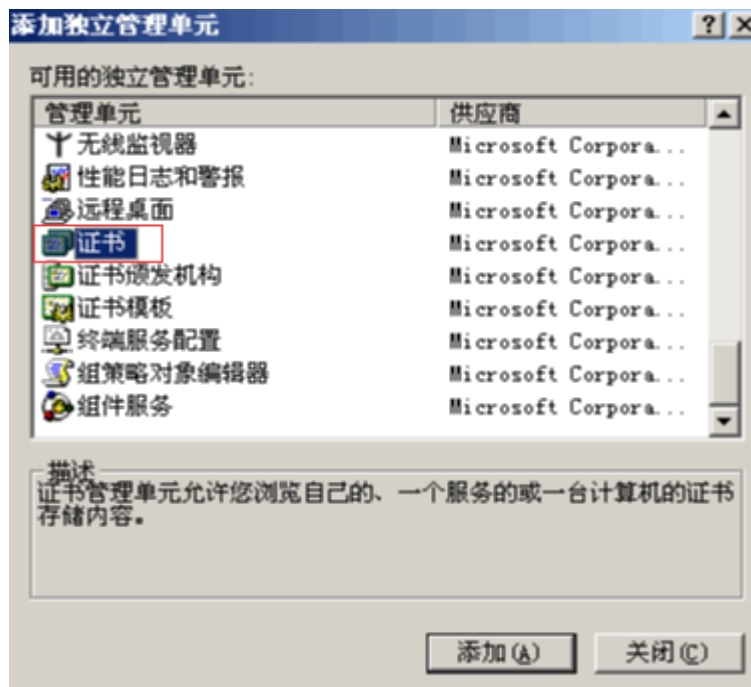 添加独立管理单元
可用的独立管理单元:
管理单元 供应商
无线监视器 Microsoft Corpora...
性能日志和警报 Microsoft Corpora...
远程桌面 Microsoft Corpora...
证书 Microsoft Corpora...
证书颁发机构 Microsoft Corpora...
证书模板 Microsoft Corpora...
终端服务配置 Microsoft Corpora...
组策略对象编辑器 Microsoft Corpora...
组件服务 Microsoft Corpora...
描述
证书管理单元允许您浏览自己的、一个服务的或一台计算机的证书
存储内容。
添加(A) 关闭(C)